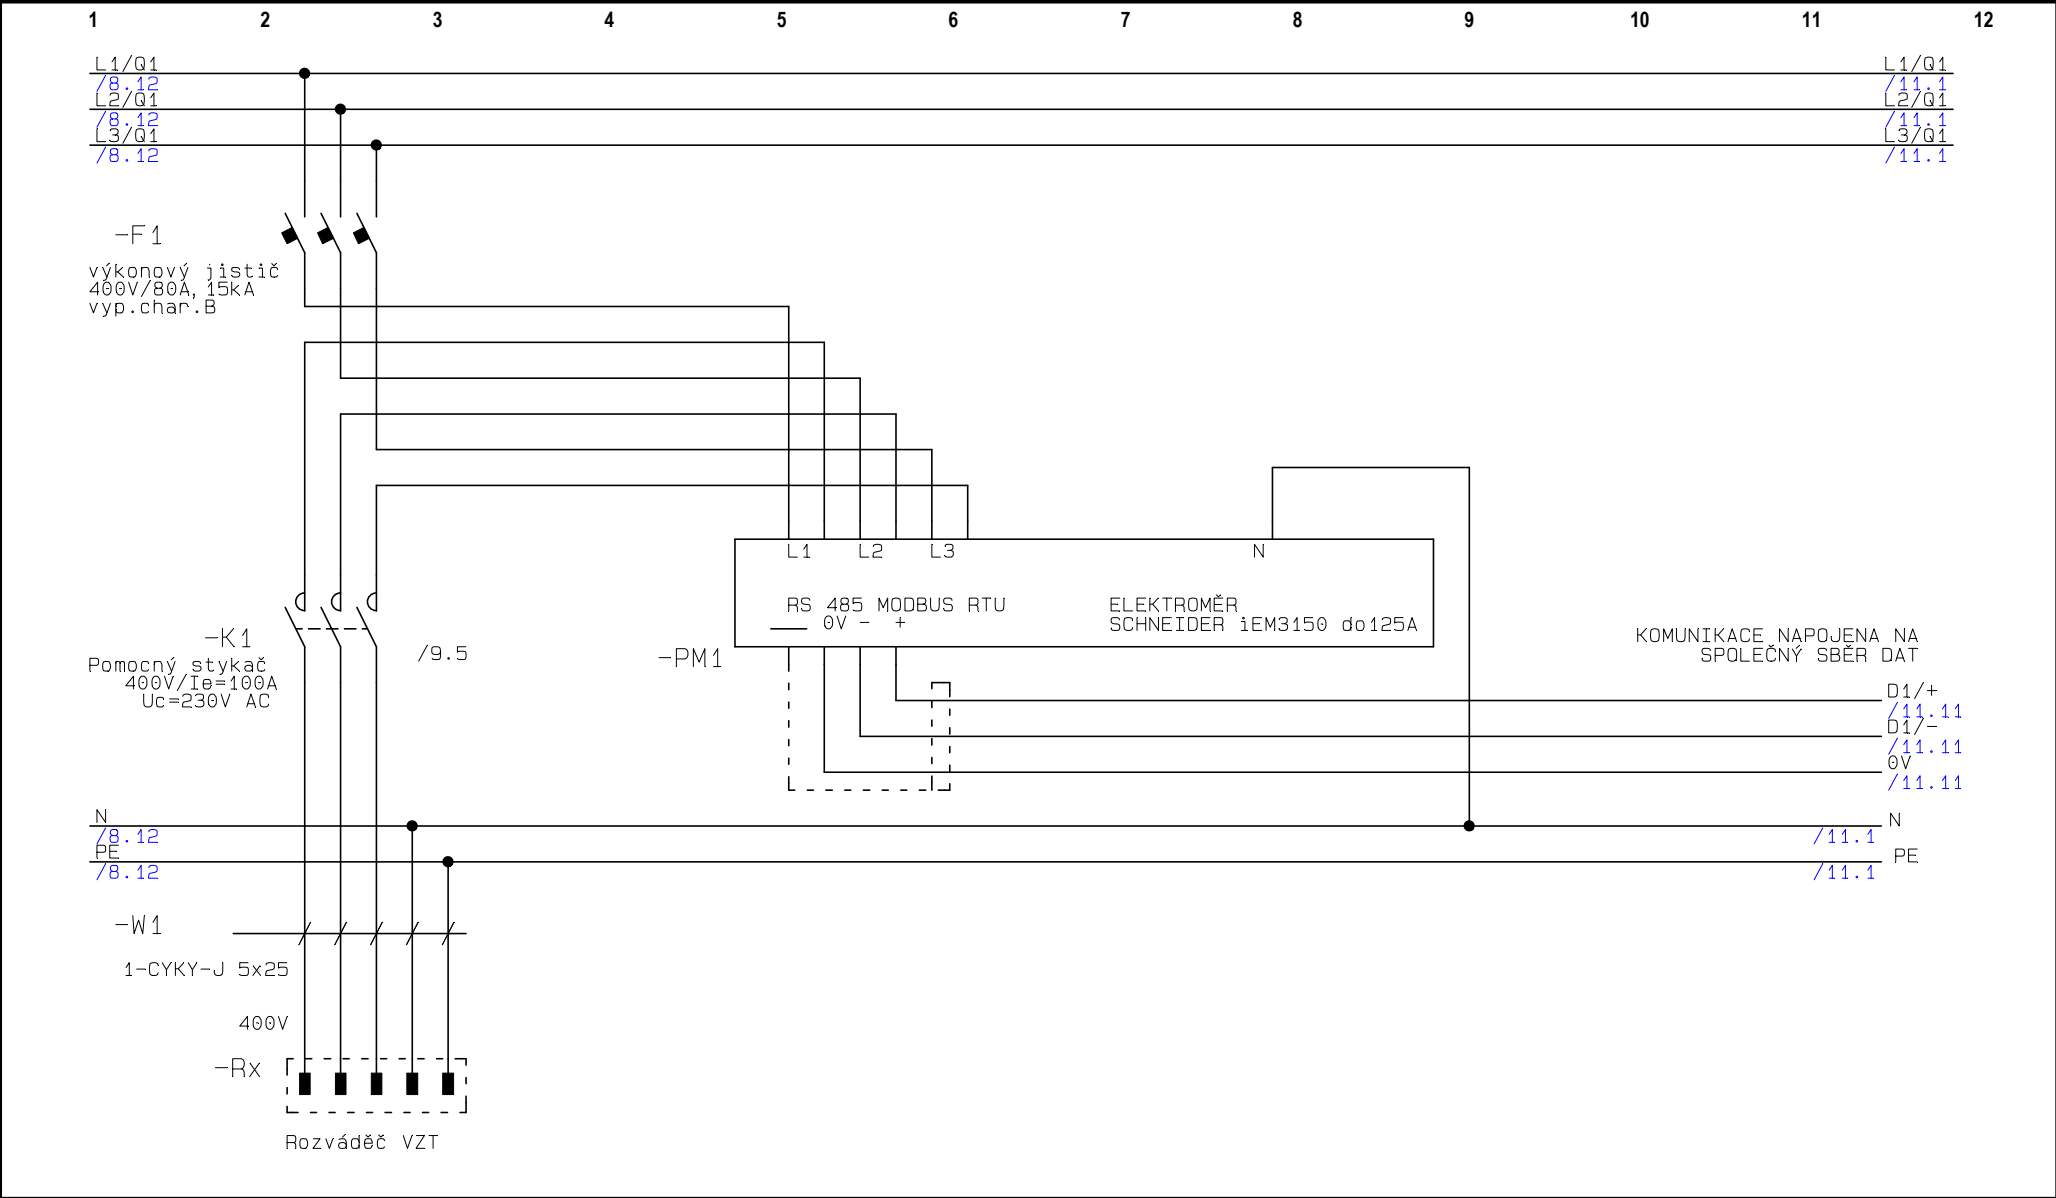 1 2 3 4 5 6 7 8 9 10 11 12
L1/Q1 L1/Q1
/8.12 /11.1
L2/Q1 L2/Q1
/8.12 /11.1
L3/Q1 L3/Q1
/8.12 /11.1
-F1
výkonový jistič
400V/80A, 15kA
vyp.char.B
L1 L2 L3 N
RS 485 MODBUS RTU
0V - +
ELEKTROMĚR
SCHNEIDER iEM3150 do125A
-PM1
-K1
Pomocný stykač
400V/Ie=100A
Uc=230V AC
/9.5
KOMUNIKACE NAPOJENA NA
SPOLEČNÝ SBĚR DAT
D1/+
/11.11
D1/-
/11.11
0V
/11.11
N N
/8.12 /11.1
PE PE
/8.12 /11.1
-W1
1-CYKY-J 5x25
400V
-Rx
Rozváděč VZT